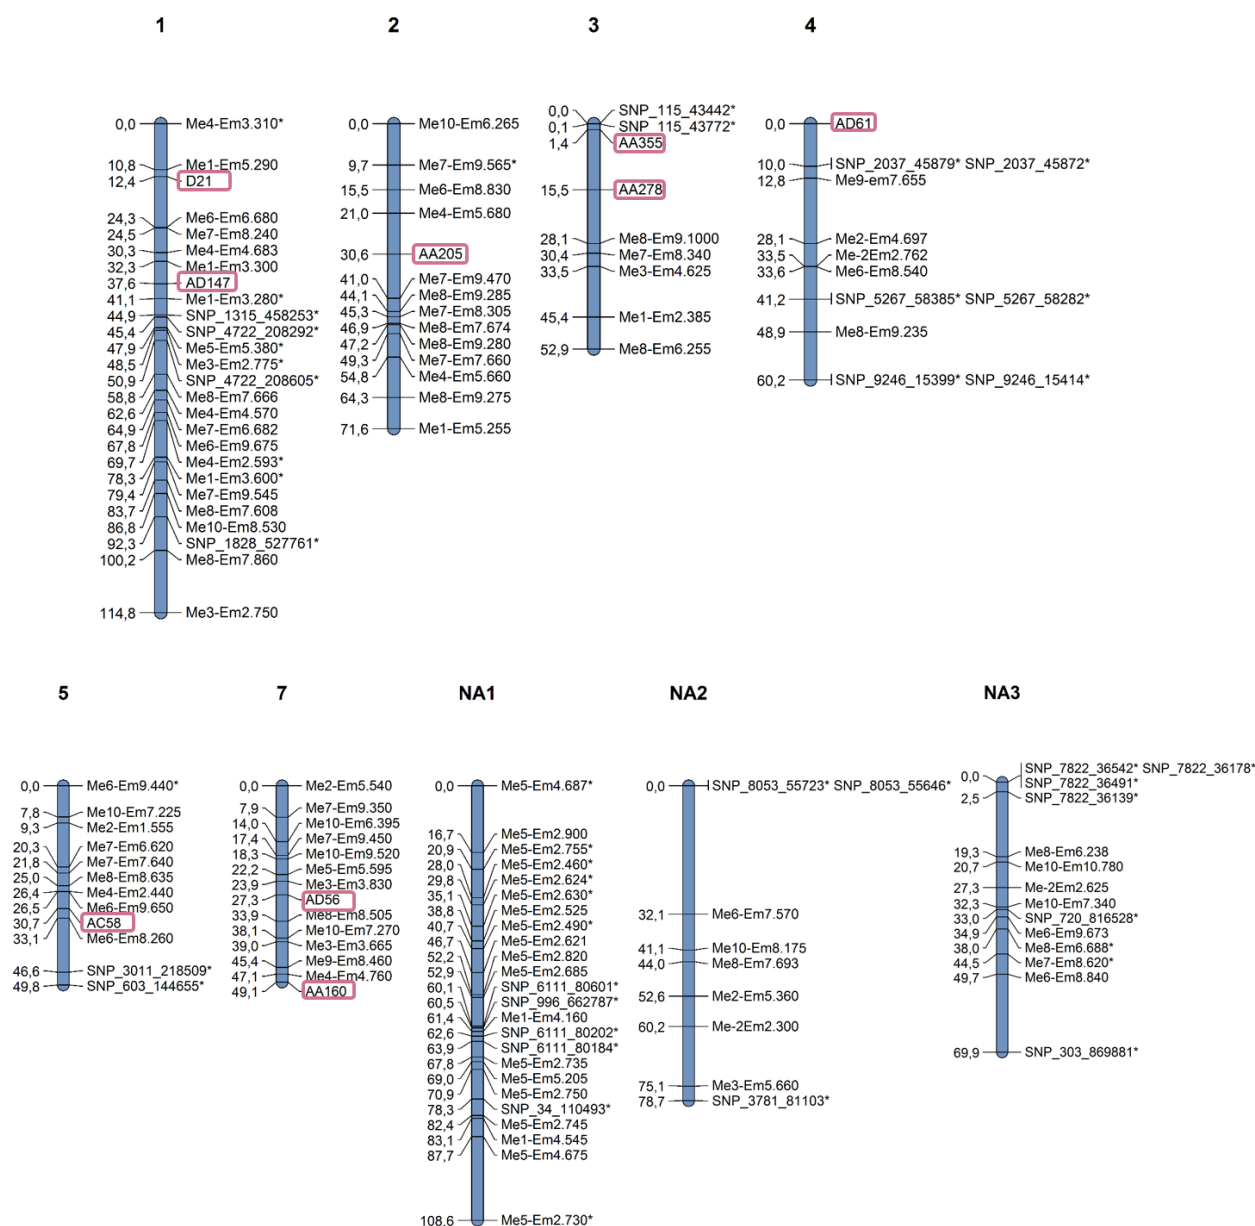 1
0,0 Me4-Em3.310*
10,8 Me1-Em5.290
12,4 D21
24,3 Me6-Em6.680
24,5 Me7-Em8.240
30,3 Me4-Em4.683
32,3 Me1-Em3.300
37,6 AD147
41,1 Me1-Em3.280*
44,9 SNP_1315_458253*
45,4 SNP_4722_208292*
47,9 Me5-Em5.380*
48,5 Me3-Em2.775*
50,9 SNP_4722_208605*
58,8 Me8-Em7.666
62,6 Me4-Em4.570
64,9 Me7-Em6.682
67,8 Me6-Em9.675
69,7 Me4-Em2.593*
78,3 Me1-Em3.600*
79,4 Me7-Em9.545
83,7 Me8-Em7.608
86,8 Me10-Em8.530
92,3 SNP_1828_527761*
100,2 Me8-Em7.860
114,8 Me3-Em2.750
2
0,0 Me10-Em6.265
9,7 Me7-Em9.565*
15,5 Me6-Em8.830
21,0 Me4-Em5.680
30,6 AA205
41,0 Me7-Em9.470
44,1 Me8-Em9.285
45,3 Me7-Em8.305
46,9 Me8-Em7.674
47,2 Me8-Em9.280
49,3 Me7-Em7.660
54,8 Me4-Em5.660
64,3 Me8-Em9.275
71,6 Me1-Em5.255
3
0,0 SNP_115_43442*
0,1 SNP_115_43772*
1,4 AA355
15,5 AA278
28,1 Me8-Em9.1000
30,4 Me7-Em8.340
33,5 Me3-Em4.625
45,4 Me1-Em2.385
52,9 Me8-Em6.255
4
0,0 AD61
10,0 SNP_2037_45879* SNP_2037_45872*
12,8 Me9-em7.655
28,1 Me2-Em4.697
33,5 Me-2Em2.762
33,6 Me6-Em8.540
41,2 SNP_5267_58385* SNP_5267_58282*
48,9 Me8-Em9.235
60,2 SNP_9246_15399* SNP_9246_15414*
5
0,0 Me6-Em9.440*
7,8 Me10-Em7.225
9,3 Me2-Em1.555
20,3 Me7-Em6.620
21,8 Me7-Em7.640
25,0 Me8-Em8.635
26,4 Me4-Em2.440
26,5 Me6-Em9.650
30,7 AC58
33,1 Me6-Em8.260
46,6 SNP_3011_218509*
49,8 SNP_603_144655*
7
0,0 Me2-Em5.540
7,9 Me7-Em9.350
14,0 Me10-Em6.395
17,4 Me7-Em9.450
18,3 Me10-Em9.520
22,2 Me5-Em5.595
23,9 Me3-Em3.830
27,3 AD56
33,9 Me8-Em8.505
38,1 Me10-Em7.270
39,0 Me3-Em3.665
45,4 Me9-Em8.460
47,1 Me4-Em4.760
49,1 AA160
NA1
0,0 Me5-Em4.687*
16,7 Me5-Em2.900
20,9 Me5-Em2.755*
28,0 Me5-Em2.460*
29,8 Me5-Em2.624*
35,1 Me5-Em2.630*
38,8 Me5-Em2.525
40,7 Me5-Em2.490*
46,7 Me5-Em2.621
52,2 Me5-Em2.820
52,9 Me5-Em2.685
60,1 SNP_6111_80601*
60,5 SNP_996_662787*
61,4 Me1-Em4.160
62,6 SNP_6111_80202*
63,9 SNP_6111_80184*
67,8 Me5-Em2.735
69,0 Me5-Em5.205
70,9 Me5-Em2.750
78,3 SNP_34_110493*
82,4 Me5-Em2.745
83,1 Me1-Em4.545
87,7 Me5-Em4.675
108,6 Me5-Em2.730*
NA2
0,0 SNP_8053_55723* SNP_8053_55646*
32,1 Me6-Em7.570
41,1 Me10-Em8.175
44,0 Me8-Em7.693
52,6 Me2-Em5.360
60,2 Me-2Em2.300
75,1 Me3-Em5.660
78,7 SNP_3781_81103*
NA3
0,0 SNP_7822_36542* SNP_7822_36178*
SNP_7822_36491*
2,5 SNP_7822_36139*
19,3 Me8-Em6.238
20,7 Me10-Em10.780
27,3 Me-2Em2.625
32,3 Me10-Em7.340
33,0 SNP_720_816528*
34,9 Me6-Em9.673
38,0 Me8-Em6.688*
44,5 Me7-Em8.620*
49,7 Me6-Em8.840
69,9 SNP_303_869881*